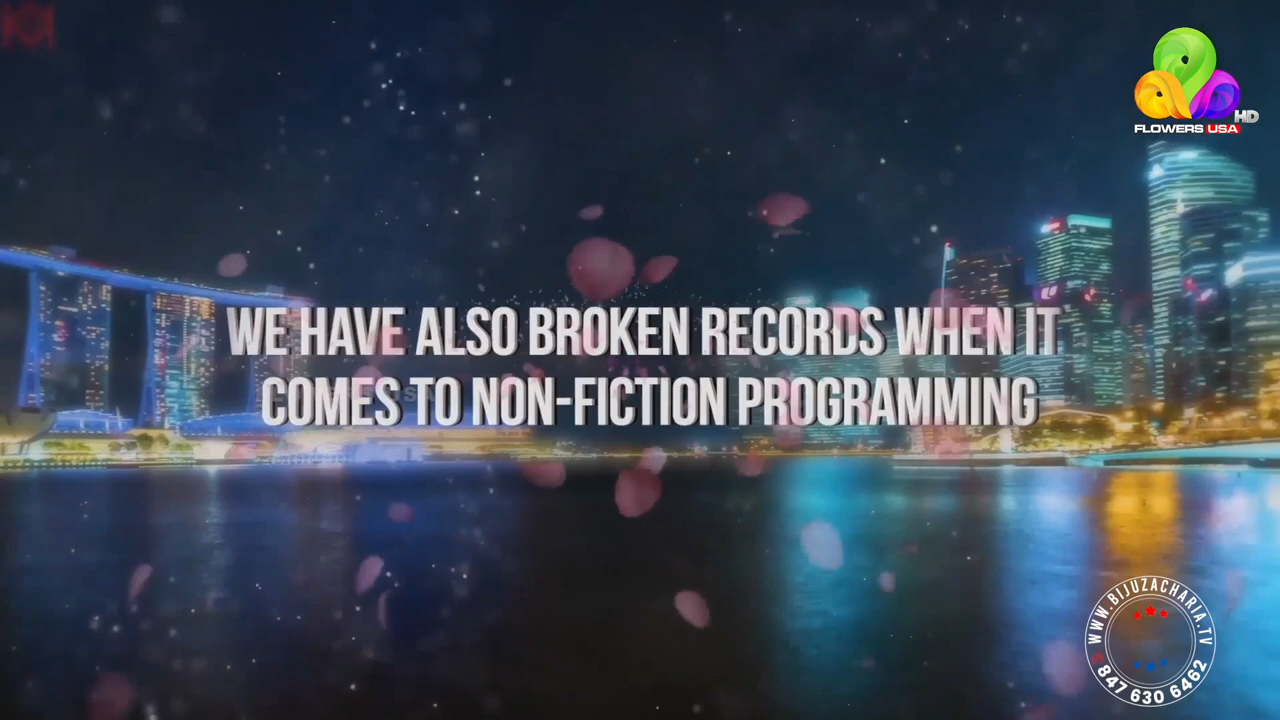 FLOWERS USA HD
WE HAVE ALSO BROKEN RECORDS WHEN IT
COMES TO NON-FICTION PROGRAMMING
WWW.BIJUZACHARIA.TV
847 630 6462